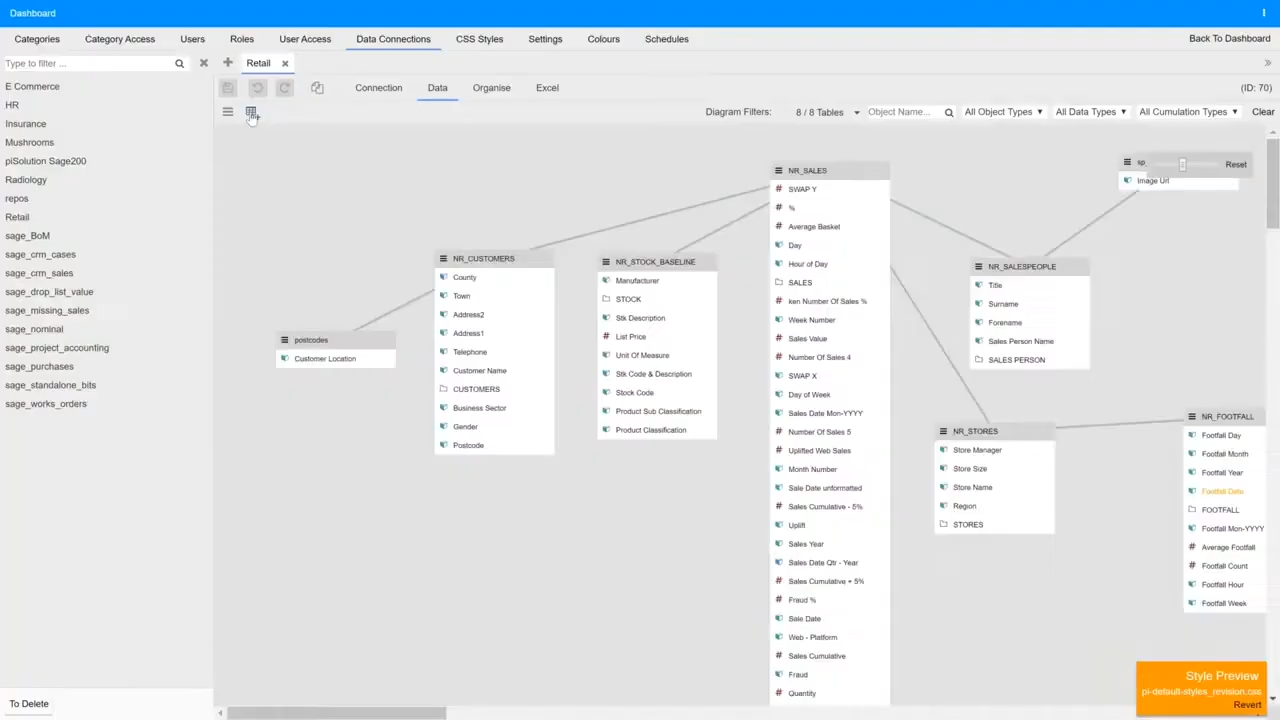 Dashboard
Categories Category Access Users Roles User Access Data Connections CSS Styles Settings Colours Schedules Back To Dashboard
Type to filter ...
Retail
Connection Data Organise Excel (ID: 70)
Diagram Filters: 8 / 8 Tables Object Name... All Object Types All Data Types All Cumulation Types Clear
E Commerce
HR
Insurance
Mushrooms
piSolution Sage200
Radiology
repos
Retail
sage_BoM
sage_crm_cases
sage_crm_sales
sage_drop_list_value
sage_missing_sales
sage_nominal
sage_project_accounting
sage_purchases
sage_standalone_bits
sage_works_orders
To Delete
postcodes
Customer Location
NR_CUSTOMERS
County
Town
Address2
Address1
Telephone
Customer Name
CUSTOMERS
Business Sector
Gender
Postcode
NR_STOCK_BASELINE
Manufacturer
STOCK
Stk Description
List Price
Unit Of Measure
Stk Code & Description
Stock Code
Product Sub Classification
Product Classification
NR_SALES
SWAP Y
%
Average Basket
Day
Hour of Day
SALES
ken Number Of Sales %
Week Number
Sales Value
Number Of Sales 4
SWAP X
Day of Week
Sales Date Mon-YYYY
Number Of Sales 5
Uplifted Web Sales
Month Number
Sale Date unformatted
Sales Cumulative - 5%
Uplift
Sales Year
Sales Date Qtr - Year
Sales Cumulative + 5%
Fraud %
Sale Date
Web - Platform
Sales Cumulative
Fraud
Quantity
sp_ Reset
Image Url
NR_SALESPEOPLE
Title
Surname
Forename
Sales Person Name
SALES PERSON
NR_STORES
Store Manager
Store Size
Store Name
Region
STORES
NR_FOOTFALL
Footfall Day
Footfall Month
Footfall Year
Footfall Date
FOOTFALL
Footfall Mon-YYYY
Average Footfall
Footfall Count
Footfall Hour
Footfall Week
Style Preview
pi-default-styles_revision.css
Revert